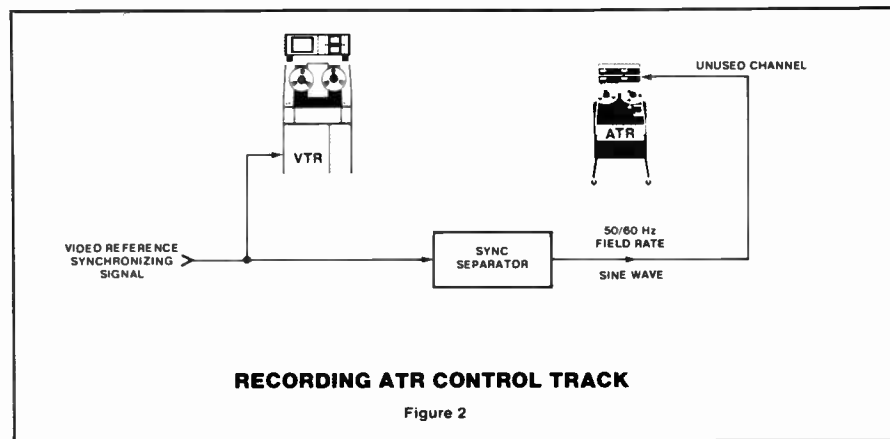 UNUSED CHANNEL
ATR
VTR
VIDEO REFERENCE
SYNCHRONIZING
SIGNAL
SYNC
SEPARATOR
50/60 Hz
FIELD RATE
SINE WAVE
RECORDING ATR CONTROL TRACK
Figure 2